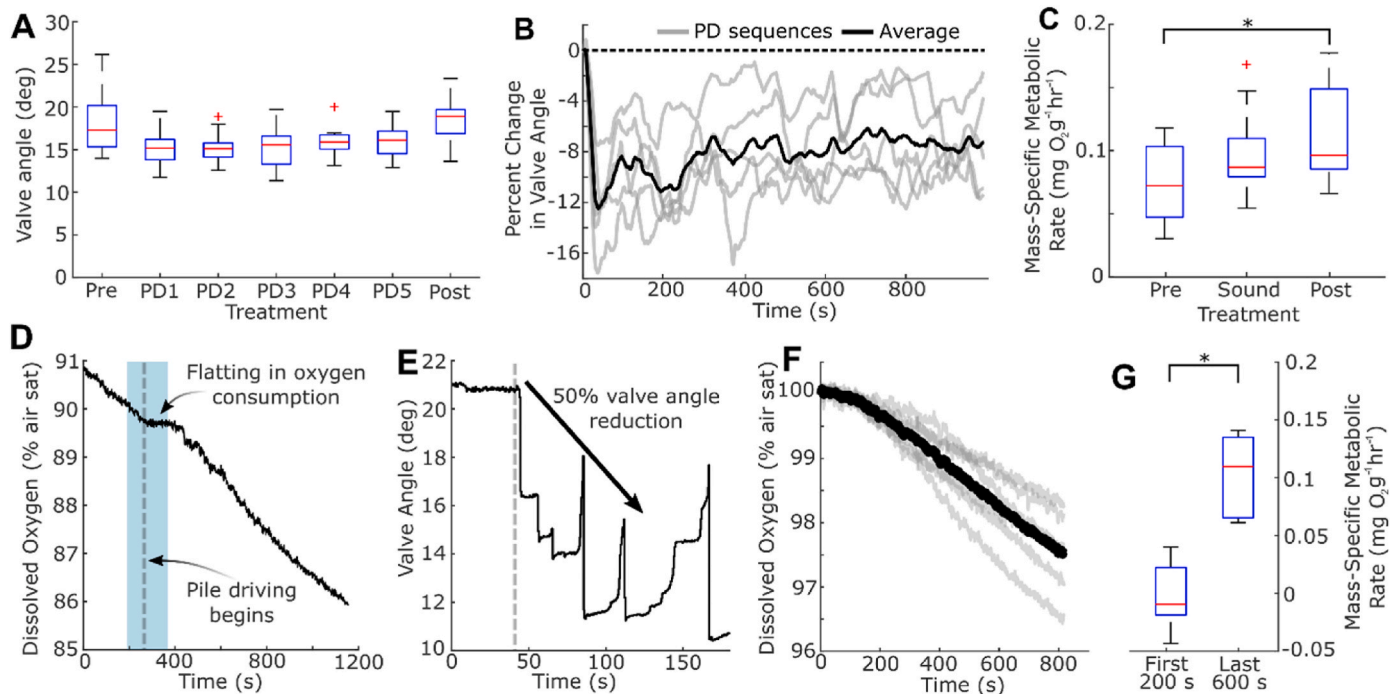 A
Valve angle (deg)
30
25
20
15
10
5
0
Pre PD1 PD2 PD3 PD4 PD5 Post
Treatment
B
PD sequences Average
Percent Change
in Valve Angle
0
-4
-8
-12
-16
0 200 400 600 800
Time (s)
C
*
Mass-Specific Metabolic
Rate (mg O₂g⁻¹hr⁻¹)
0.2
0.1
0
Pre Sound Post
Treatment
D
Dissolved Oxygen (% air sat)
91
90
89
88
87
86
85
Flatting in oxygen
consumption
Pile driving
begins
0 400 800 1200
Time (s)
E
Valve Angle (deg)
22
20
18
16
14
12
10
50% valve angle
reduction
0 50 100 150
Time (s)
F
Dissolved Oxygen (% air sat)
100
99
98
97
96
0 200 400 600 800
Time (s)
G
*
0.2
0.1
0
-0.05
Mass-Specific Metabolic
Rate (mg O₂g⁻¹hr⁻¹)
First Last
200 s 600 s